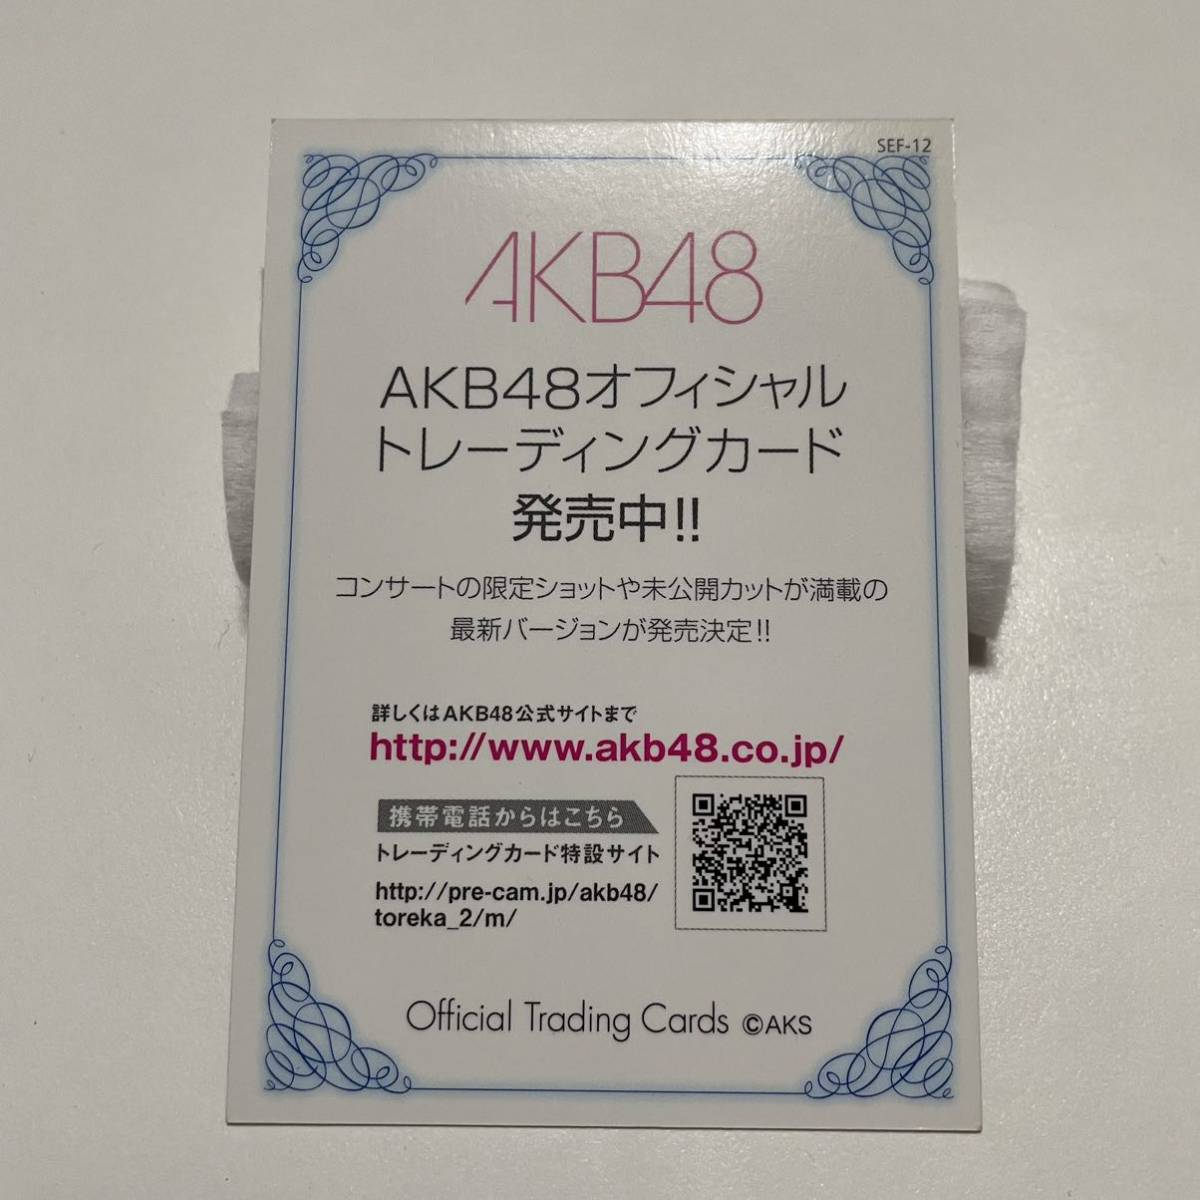 SEF-12
AKB48
AKB48オフィシャル
トレーディングカード
発売中!!
コンサートの限定ショットや未公開カットが満載の
最新バージョンが発売決定!!
詳しくはAKB48公式サイトまで
http://www.akb48.co.jp/
携帯電話からはこちら
トレーディングカード特設サイト
http://pre-cam.jp/akb48/
toreka_2/m/
Official Trading Cards ©AKS